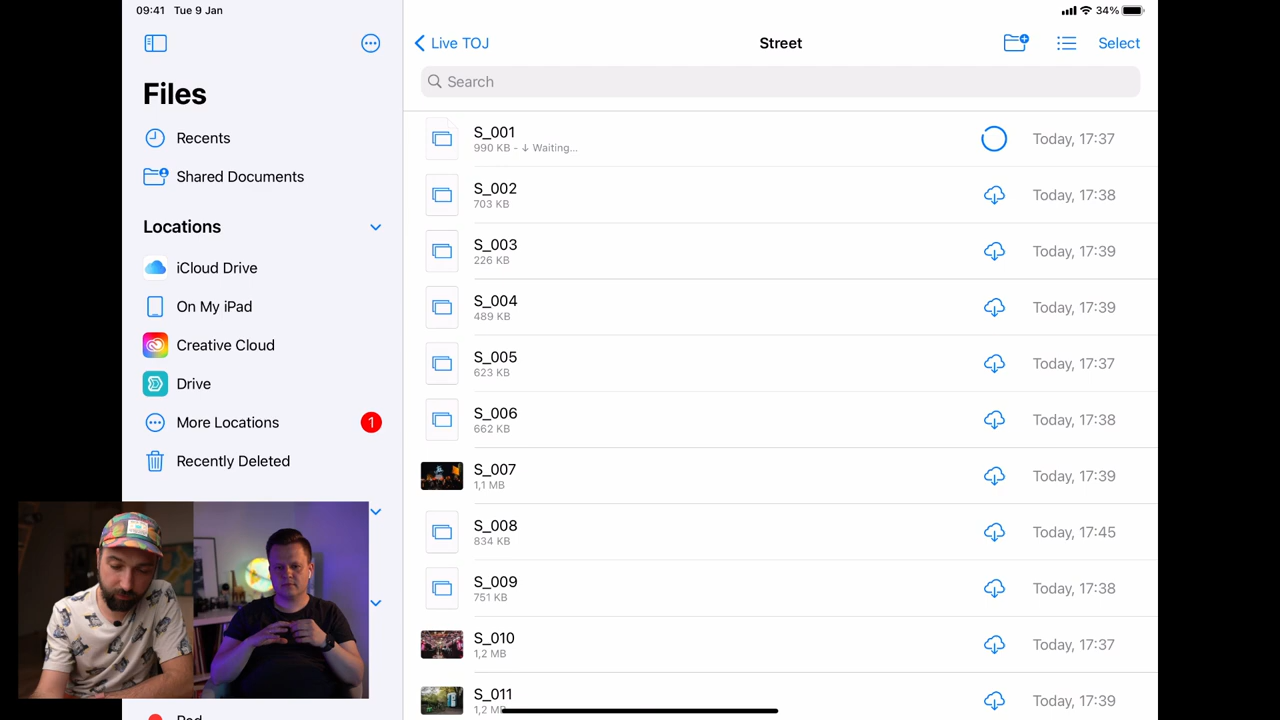 09:41 Tue 9 Jan
34%
Files
Recents
Shared Documents
Locations
iCloud Drive
On My iPad
Creative Cloud
Drive
More Locations
1
Recently Deleted
Live TOJ
Street
Select
Search
S_001
990 KB - ↓ Waiting...
Today, 17:37
S_002
703 KB
Today, 17:38
S_003
226 KB
Today, 17:39
S_004
489 KB
Today, 17:39
S_005
623 KB
Today, 17:37
S_006
662 KB
Today, 17:38
S_007
1,1 MB
Today, 17:39
S_008
834 KB
Today, 17:45
S_009
751 KB
Today, 17:38
S_010
1,2 MB
Today, 17:37
S_011
1,2 MB
Today, 17:39